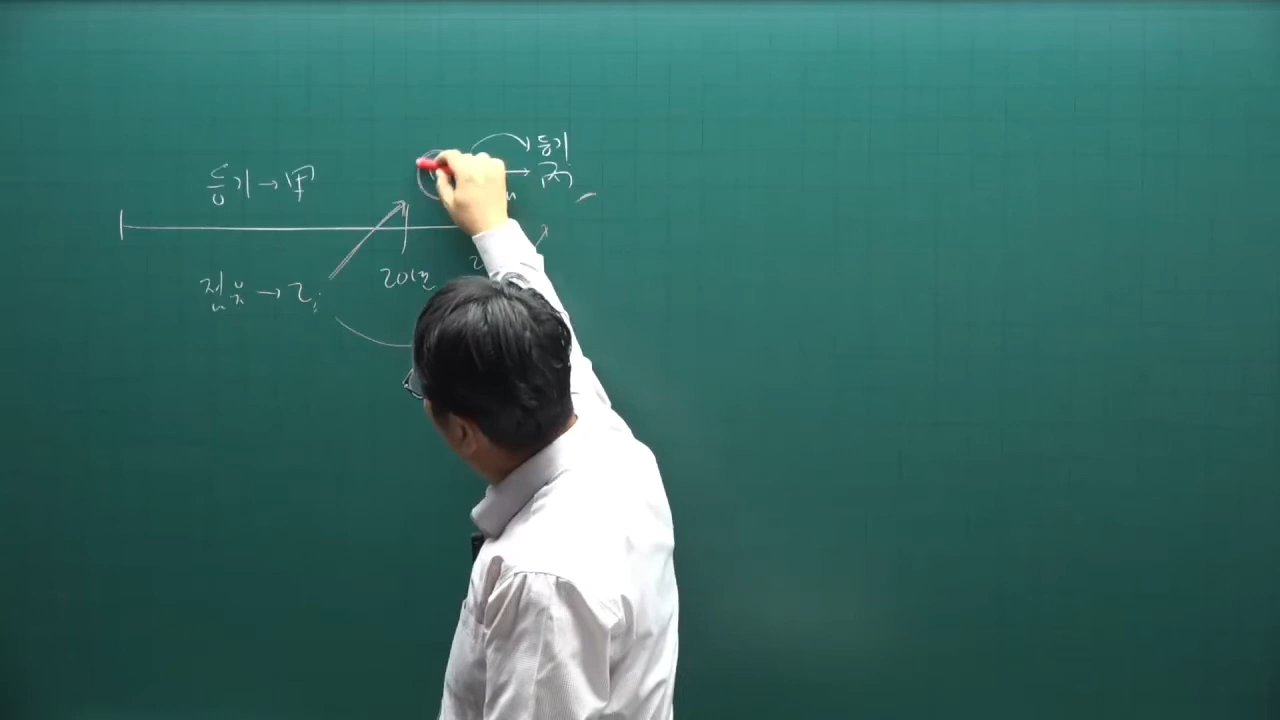 등기
등기→甲 → 丙
20년
점유→乙